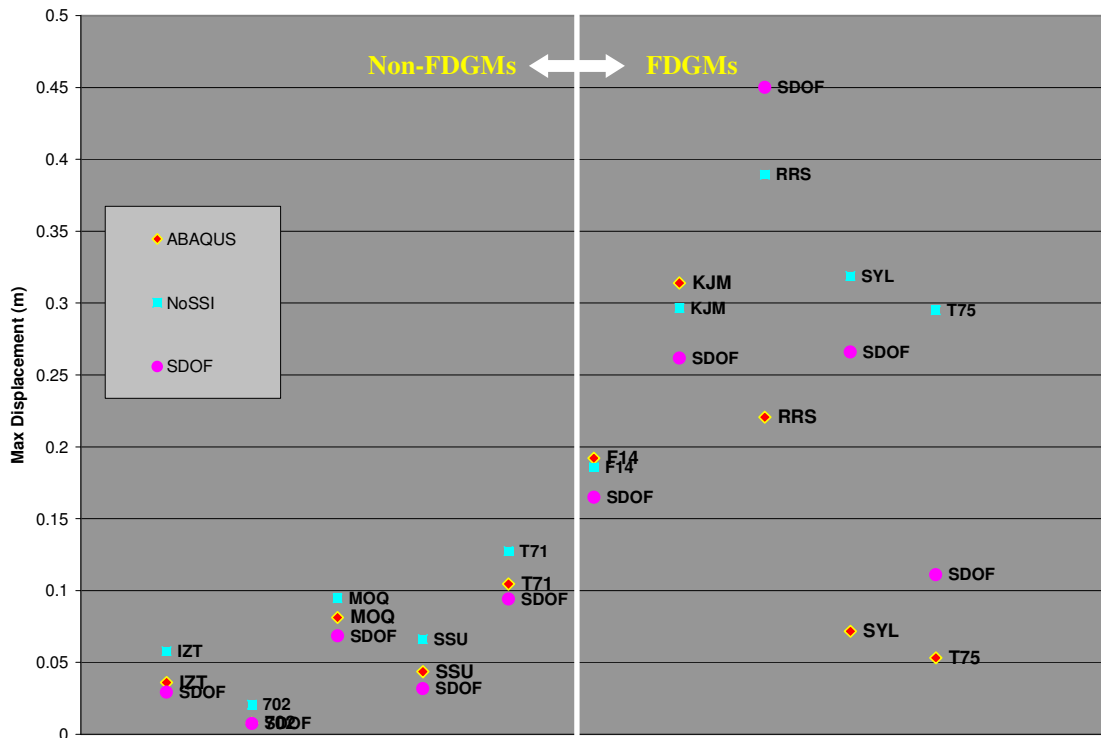 0.5
Non-FDGMs FDGMs
0.45
SDOF
0.4
RRS
0.35
ABAQUS
KJM
SYL
NoSSI
0.3
KJM
T75
SDOF
SDOF
SDOF
0.25
RRS
0.2
F14
F14
SDOF
0.15
T71
SDOF
0.1
T71
MOQ
SDOF
MOQ
SDOF
SSU
SYL
IZT
0.05
T75
SSU
IZT
SDOF
SDOF
702
702
SDOF
0
Max Displacement (m)